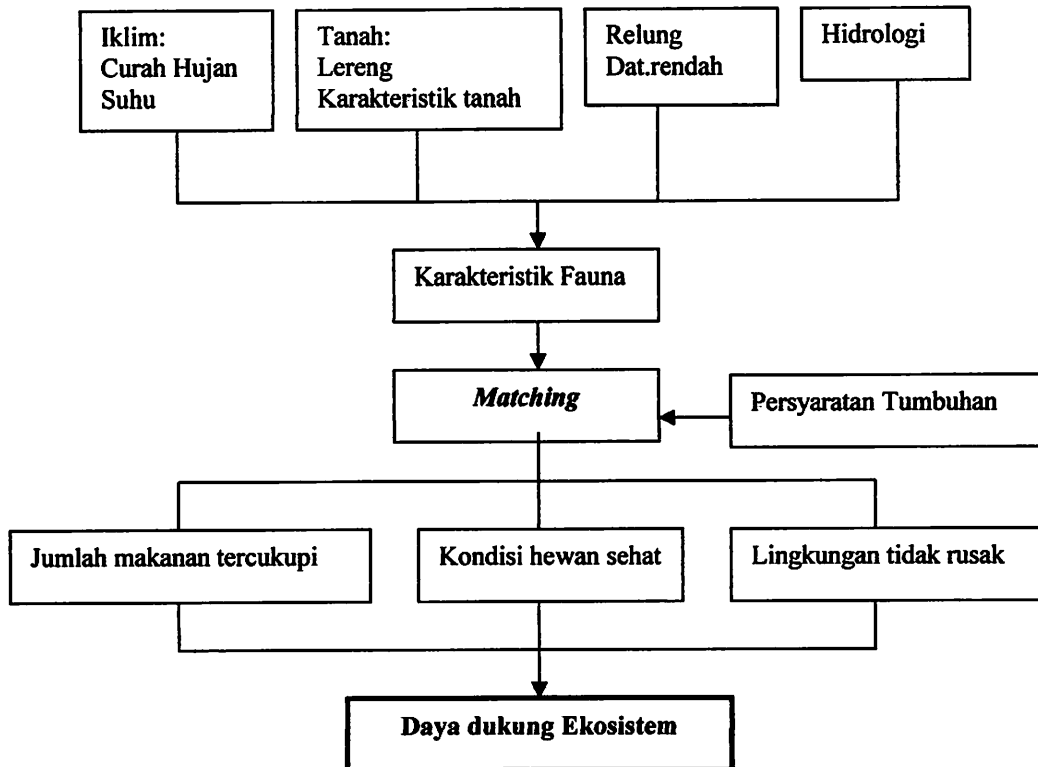 Iklim:
Curah Hujan
Suhu
Tanah:
Lereng
Karakteristik tanah
Relung
Dat.rendah
Hidrologi
Karakteristik Fauna
Matching
Persyaratan Tumbuhan
Jumlah makanan tercukupi
Kondisi hewan sehat
Lingkungan tidak rusak
Daya dukung Ekosistem